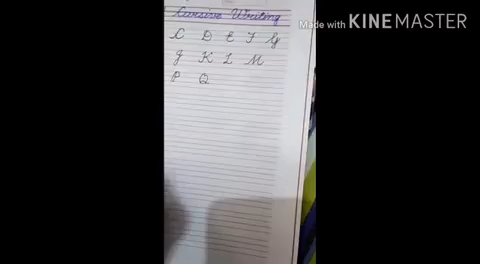 Cursive Writing
C D E F G
J K L M
P Q
Made with KINEMASTER